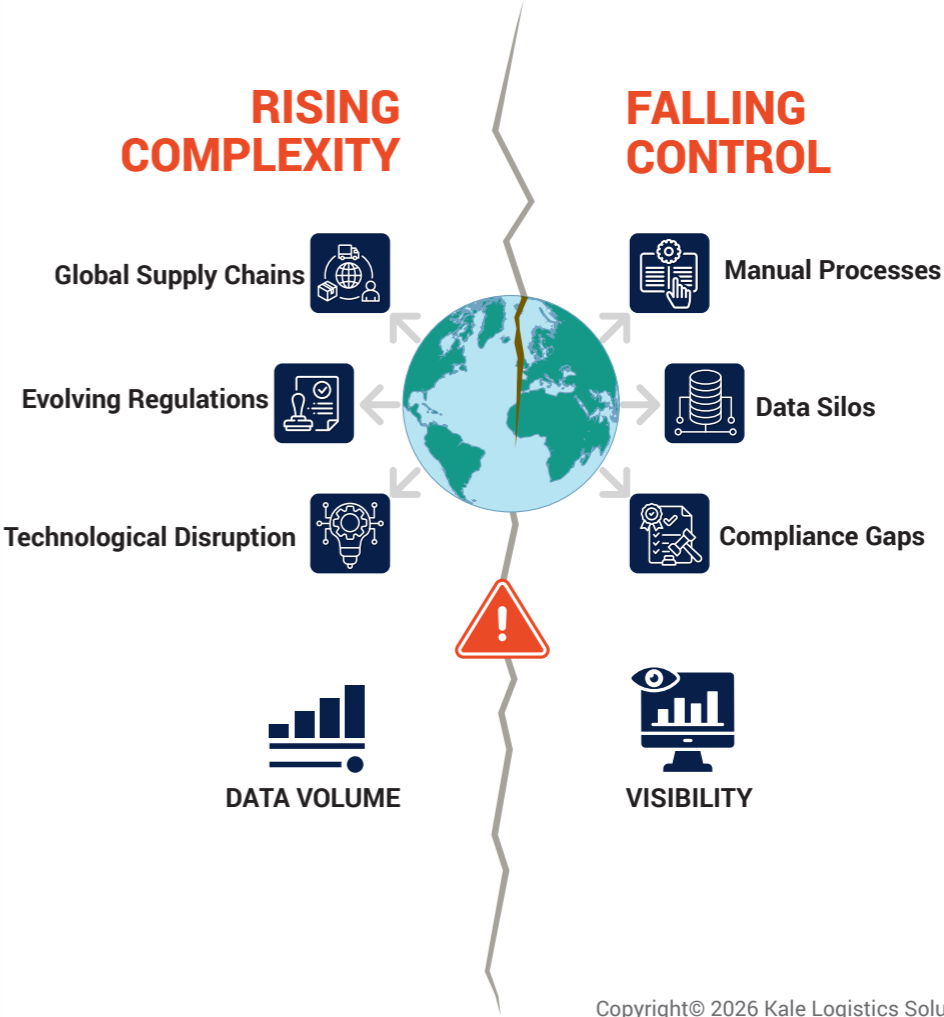 RISING
COMPLEXITY
Global Supply Chains
Evolving Regulations
Technological Disruption
DATA VOLUME
FALLING
CONTROL
Manual Processes
Data Silos
Compliance Gaps
VISIBILITY
Copyright© 2026 Kale Logistics Solu